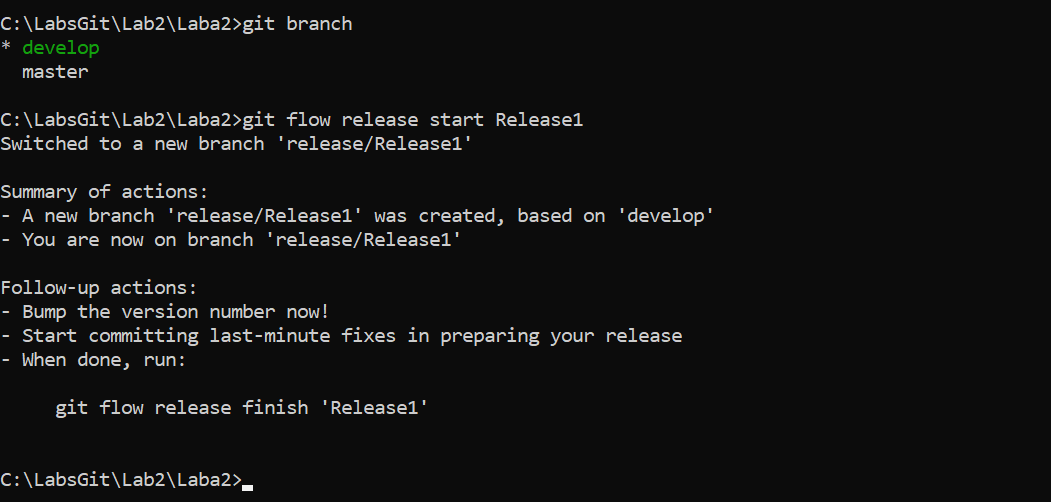 C:\LabsGit\Lab2\Laba2>git branch
* develop
  master
C:\LabsGit\Lab2\Laba2>git flow release start Release1
Switched to a new branch 'release/Release1'
Summary of actions:
- A new branch 'release/Release1' was created, based on 'develop'
- You are now on branch 'release/Release1'
Follow-up actions:
- Bump the version number now!
- Start committing last-minute fixes in preparing your release
- When done, run:
     git flow release finish 'Release1'
C:\LabsGit\Lab2\Laba2>